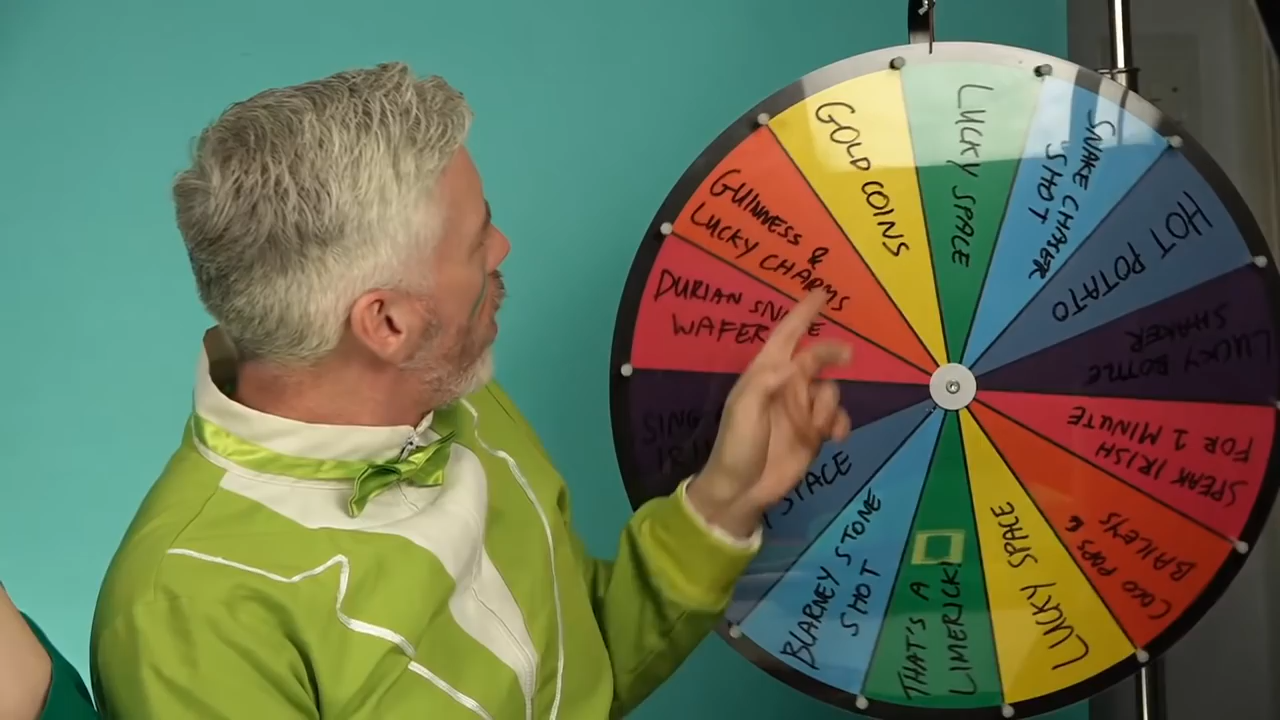 GOLD COINS
LUCKY SPACE
SNAKE CHASER
SHOT
HOT POTATO
LUCKY BOTTLE
SHAKER
SPEAK IRISH
FOR 1 MINUTE
COCO POPS &
BAILEYS
LUCKY SPACE
THAT'S A
LIMERICK!
BLARNEY STONE
SHOT
SING
DURIAN
WAFER
GUINNESS &
LUCKY CHARMS